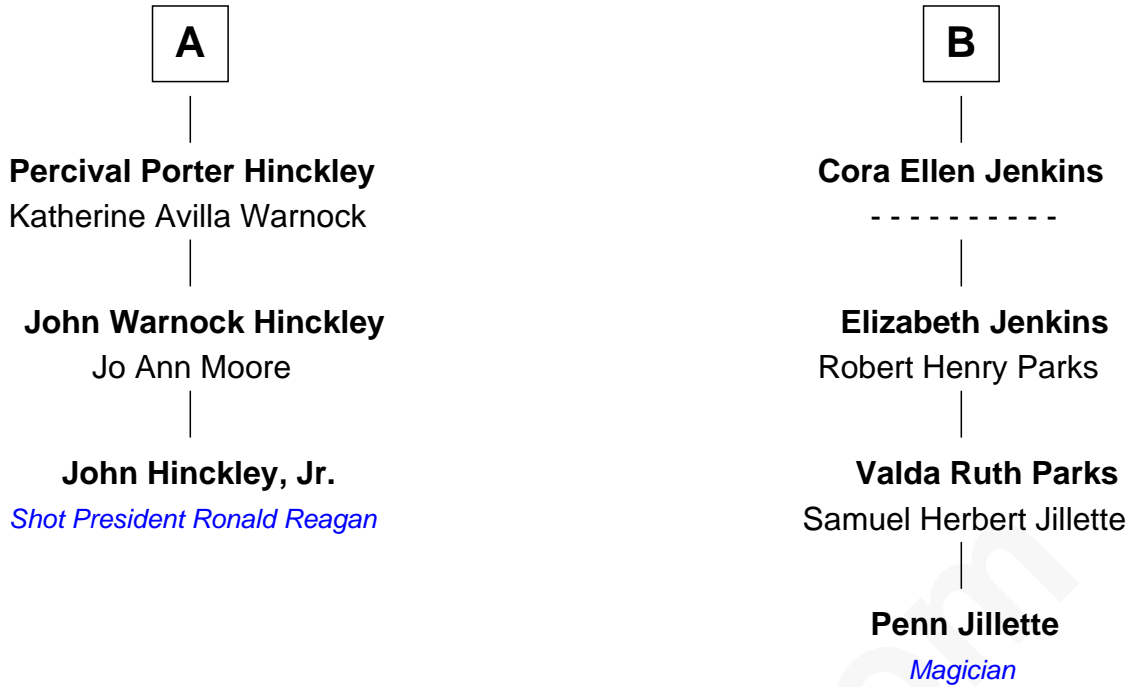 A
Percival Porter Hinckley
Katherine Avilla Warnock
John Warnock Hinckley
Jo Ann Moore
John Hinckley, Jr.
Shot President Ronald Reagan
B
Cora Ellen Jenkins
- - - - - - - - - -
Elizabeth Jenkins
Robert Henry Parks
Valda Ruth Parks
Samuel Herbert Jillette
Penn Jillette
Magician